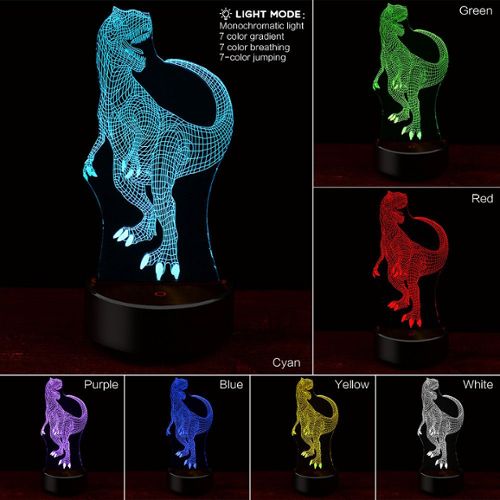 LIGHT MODE:
Monochromatic light
7 color gradient
7 color breathing
7-color jumping
Green
Red
Cyan
Purple
Blue
Yellow
White